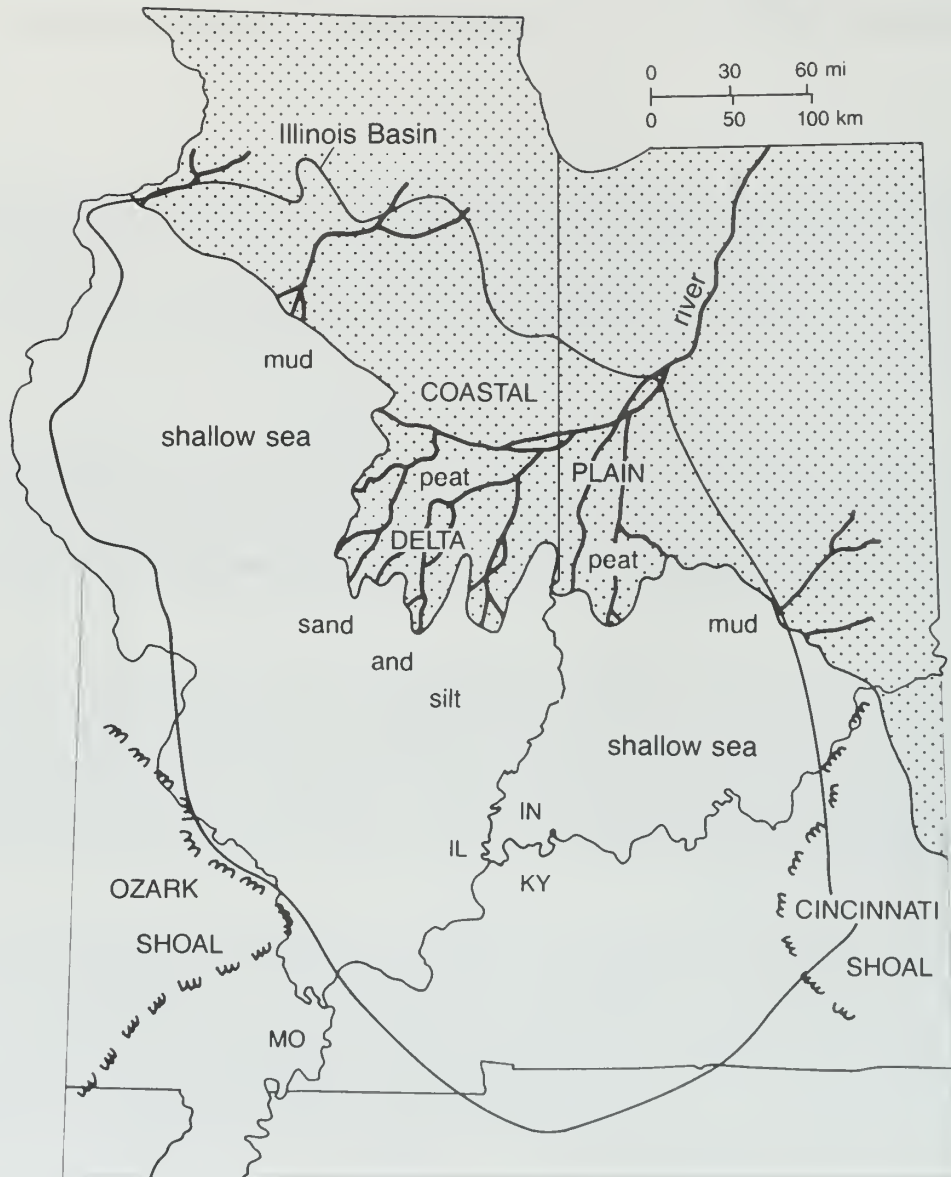 0 30 60 mi
0 50 100 km
Illinois Basin
river
mud
COASTAL
shallow sea
peat
PLAIN
DELTA
peat
sand
mud
and
silt
shallow sea
IN
IL
KY
OZARK
CINCINNATI
SHOAL
SHOAL
MO